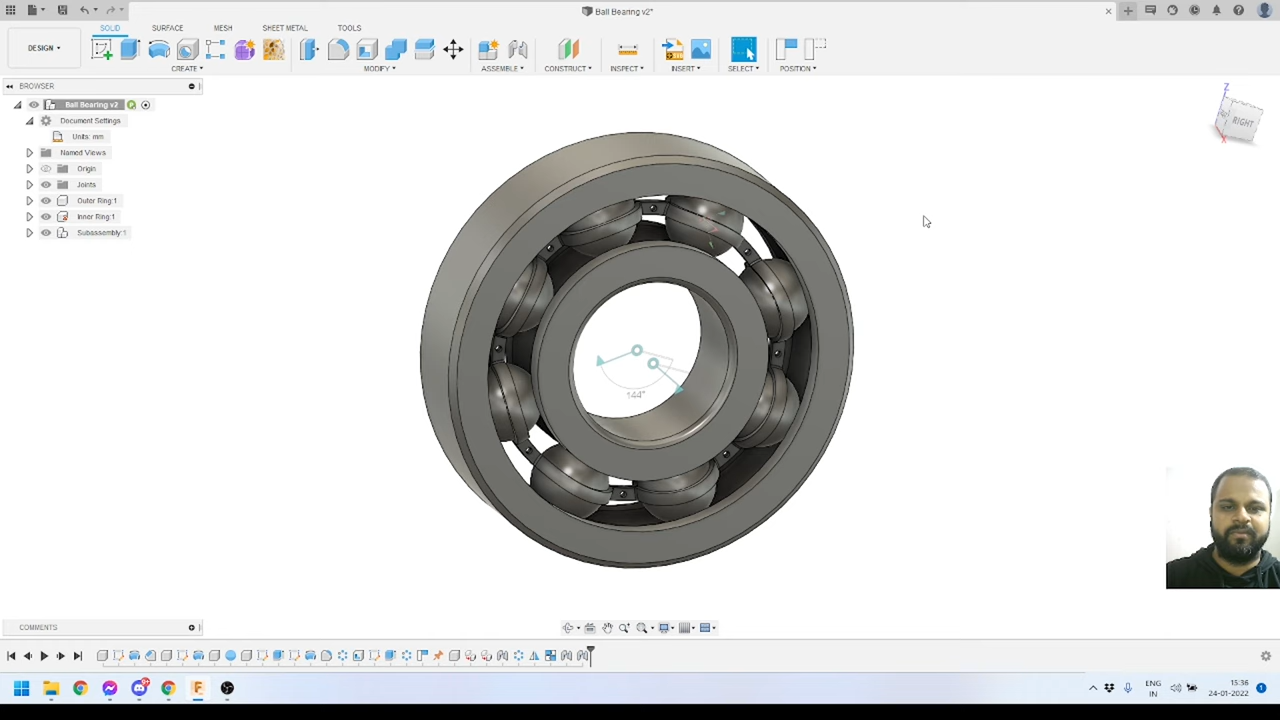 Ball Bearing v2*
SOLID SURFACE MESH SHEET METAL TOOLS
DESIGN
CREATE MODIFY ASSEMBLE CONSTRUCT INSPECT INSERT SELECT POSITION
BROWSER
Ball Bearing v2
Document Settings
Units: mm
Named Views
Origin
Joints
Outer Ring:1
Inner Ring:1
Subassembly:1
Z
RIGHT
X
144°
COMMENTS
ENG
IN
15:36
24-01-2022